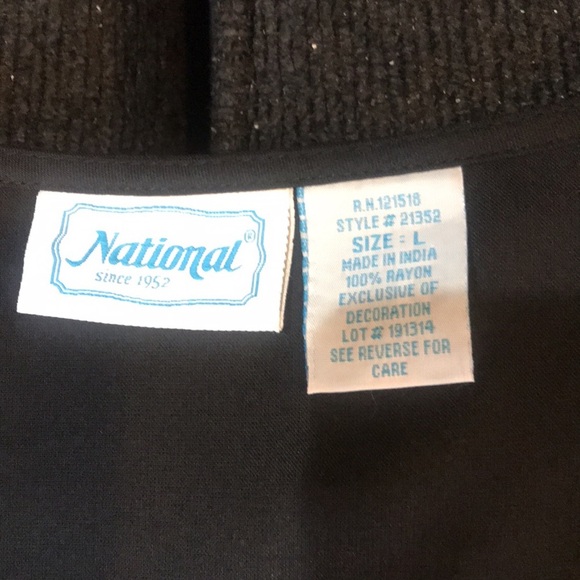 National®
Since 1952
R.N.121518
STYLE # 21352
SIZE : L
MADE IN INDIA
100% RAYON
EXCLUSIVE OF
DECORATION
LOT # 191314
SEE REVERSE FOR
CARE